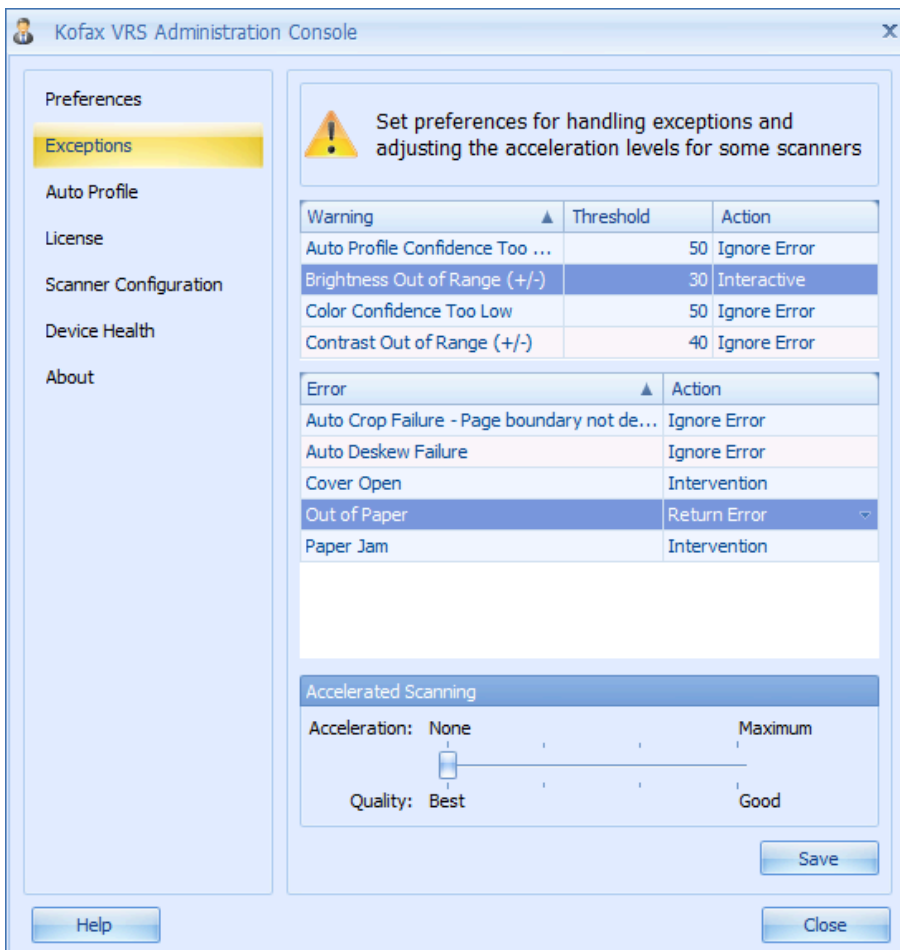 Kofax VRS Administration Console
Preferences
Exceptions
Auto Profile
License
Scanner Configuration
Device Health
About
Set preferences for handling exceptions and
adjusting the acceleration levels for some scanners
Warning Threshold Action
Auto Profile Confidence Too ... 50 Ignore Error
Brightness Out of Range (+/-) 30 Interactive
Color Confidence Too Low 50 Ignore Error
Contrast Out of Range (+/-) 40 Ignore Error
Error Action
Auto Crop Failure - Page boundary not de... Ignore Error
Auto Deskew Failure Ignore Error
Cover Open Intervention
Out of Paper Return Error
Paper Jam Intervention
Accelerated Scanning
Acceleration: None Maximum
Quality: Best Good
Save
Help Close